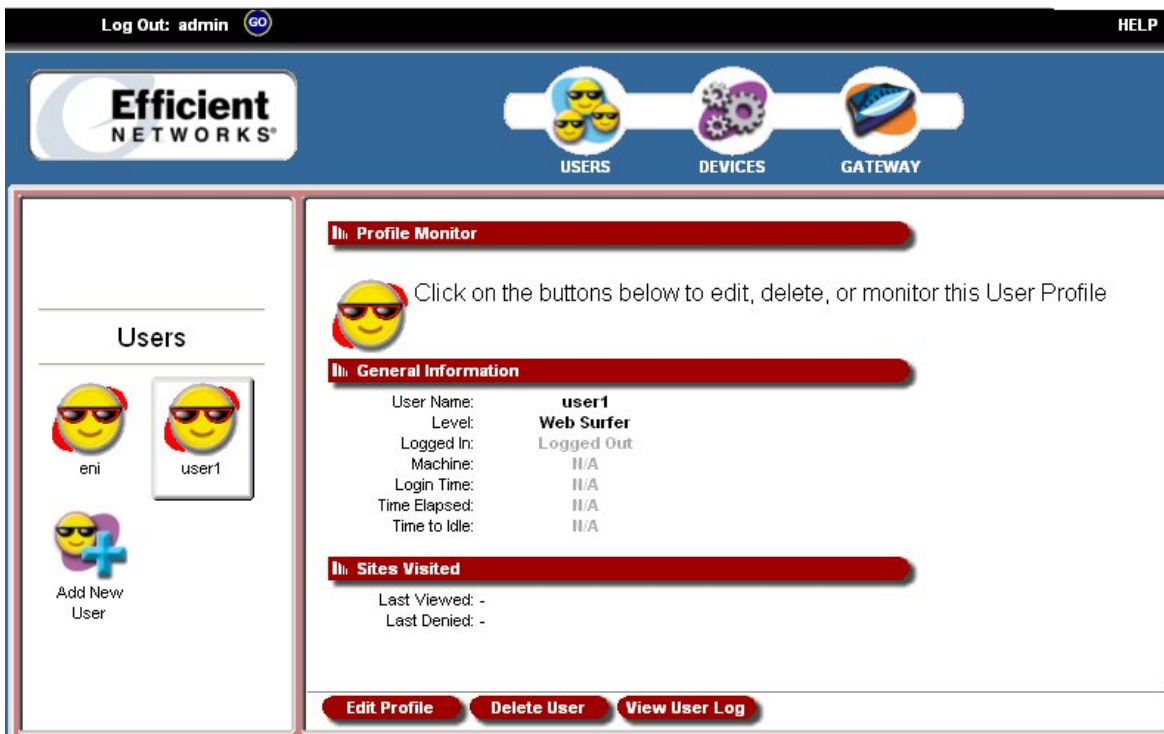 Log Out: admin GO HELP
Efficient
NETWORKS®
USERS DEVICES GATEWAY
Users
eni user1
Add New
User
Profile Monitor
Click on the buttons below to edit, delete, or monitor this User Profile
General Information
User Name: user1
Level: Web Surfer
Logged In: Logged Out
Machine: N/A
Login Time: N/A
Time Elapsed: N/A
Time to Idle: N/A
Sites Visited
Last Viewed: -
Last Denied: -
Edit Profile Delete User View User Log